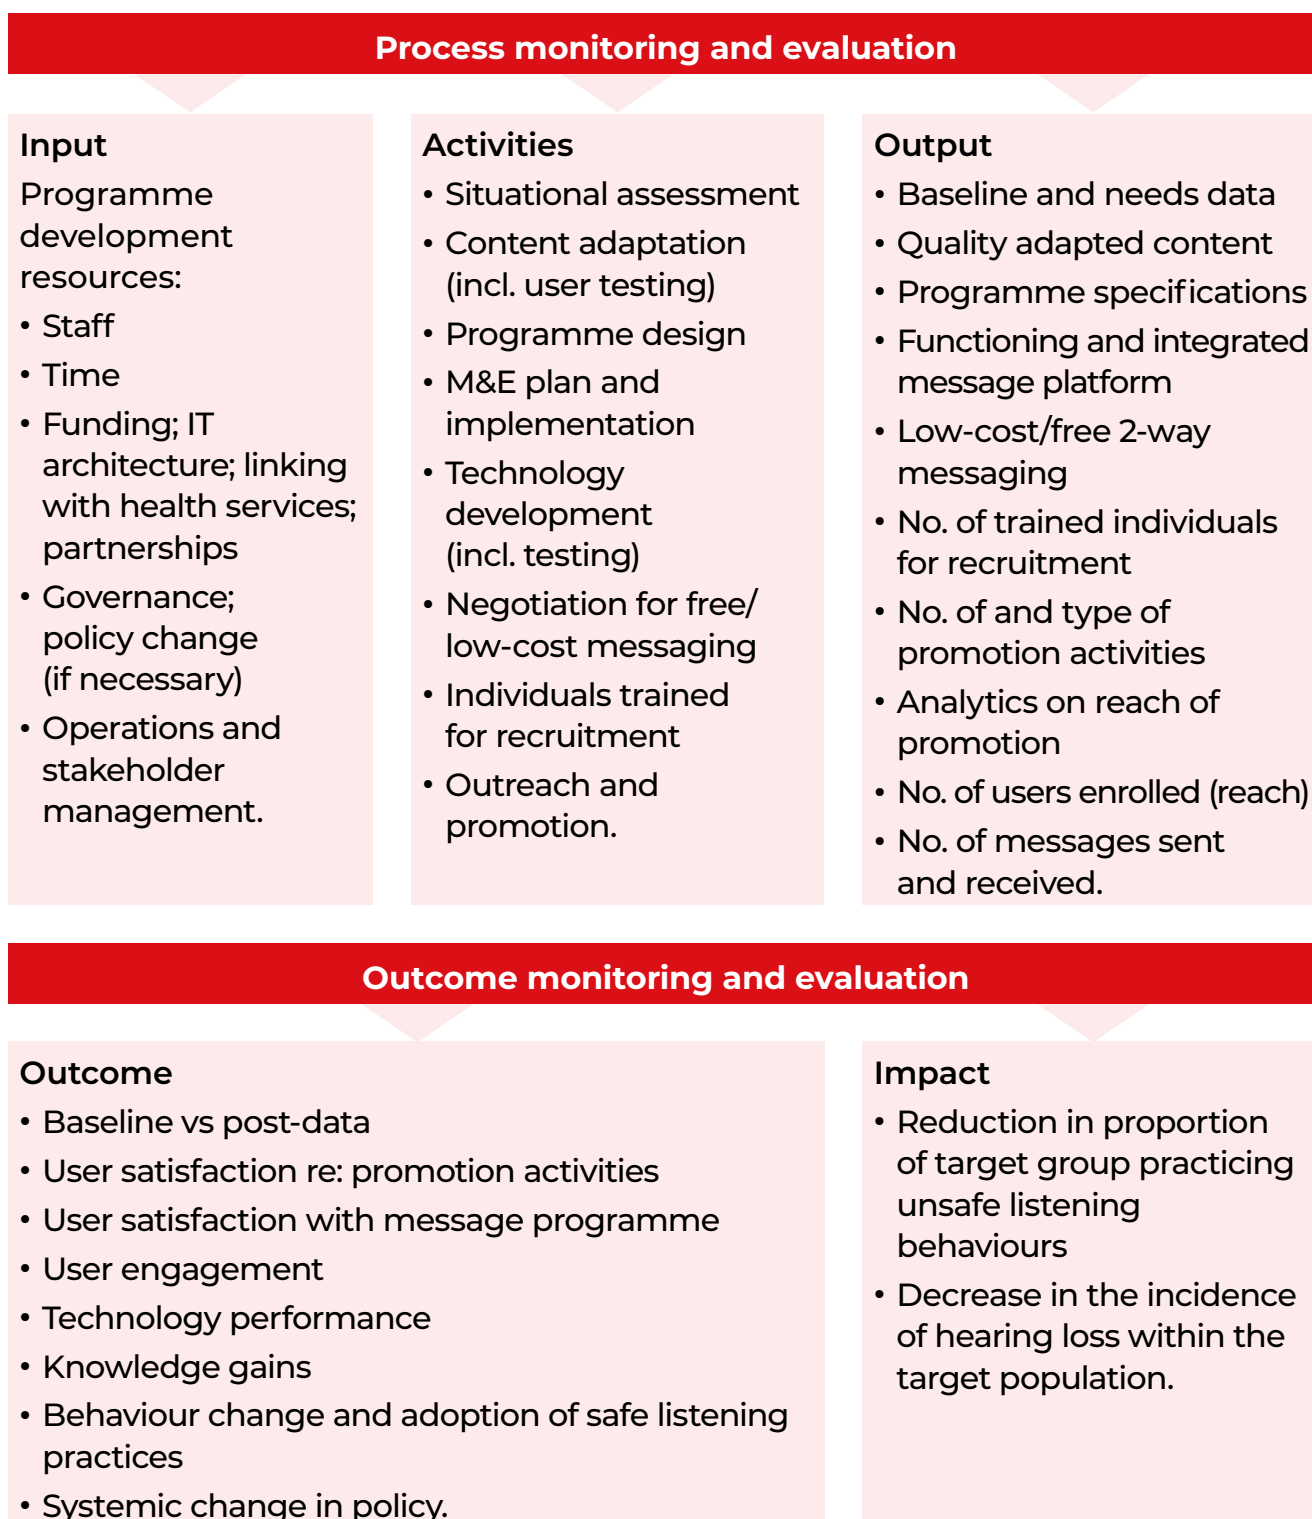 Process monitoring and evaluation
Input
Programme
development
resources:
• Staff
• Time
• Funding; IT
architecture; linking
with health services;
partnerships
• Governance;
policy change
(if necessary)
• Operations and
stakeholder
management.
Activities
• Situational assessment
• Content adaptation
(incl. user testing)
• Programme design
• M&E plan and
implementation
• Technology
development
(incl. testing)
• Negotiation for free/
low-cost messaging
• Individuals trained
for recruitment
• Outreach and
promotion.
Output
• Baseline and needs data
• Quality adapted content
• Programme specifications
• Functioning and integrated
message platform
• Low-cost/free 2-way
messaging
• No. of trained individuals
for recruitment
• No. of and type of
promotion activities
• Analytics on reach of
promotion
• No. of users enrolled (reach)
• No. of messages sent
and received.
Outcome monitoring and evaluation
Outcome
• Baseline vs post-data
• User satisfaction re: promotion activities
• User satisfaction with message programme
• User engagement
• Technology performance
• Knowledge gains
• Behaviour change and adoption of safe listening
practices
• Systemic change in policy.
Impact
• Reduction in proportion
of target group practicing
unsafe listening
behaviours
• Decrease in the incidence
of hearing loss within the
target population.